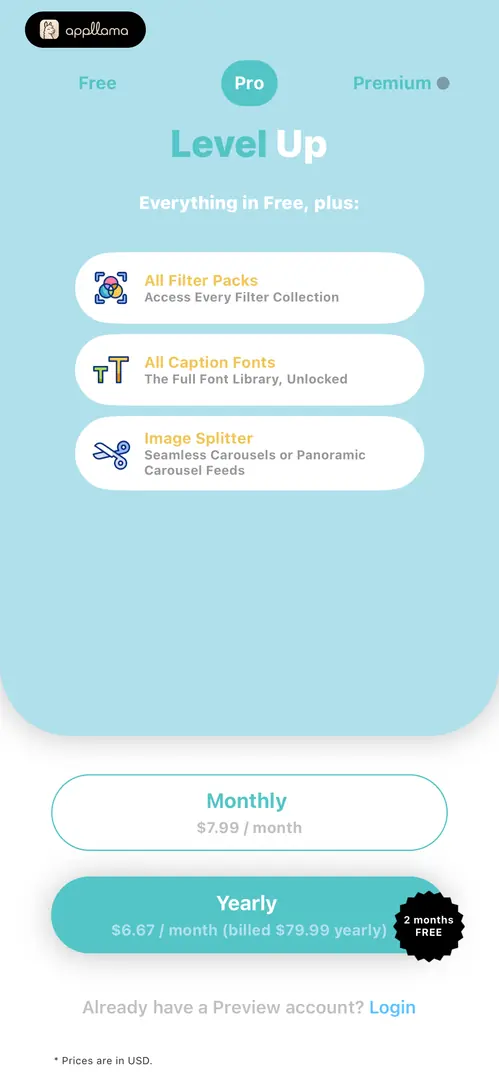 appllama
Free
Pro
Premium
Level Up
Everything in Free, plus:
All Filter Packs
Access Every Filter Collection
All Caption Fonts
The Full Font Library, Unlocked
Image Splitter
Seamless Carousels or Panoramic
Carousel Feeds
Monthly
$7.99 / month
Yearly
$6.67 / month (billed $79.99 yearly)
2 months
FREE
Already have a Preview account? Login
* Prices are in USD.